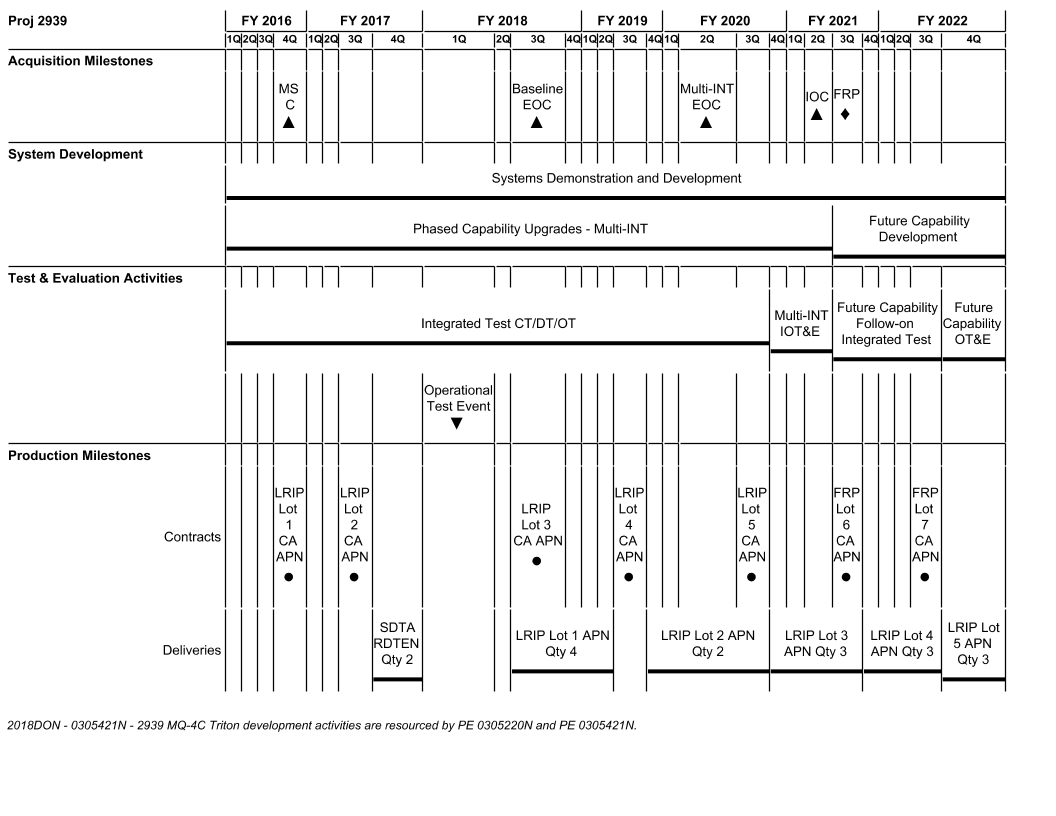 Proj 2939
FY 2016 FY 2017 FY 2018 FY 2019 FY 2020 FY 2021 FY 2022
1Q 2Q 3Q 4Q 1Q 2Q 3Q 4Q 1Q 2Q 3Q 4Q 1Q 2Q 3Q 4Q 1Q 2Q 3Q 4Q 1Q 2Q 3Q 4Q 1Q 2Q 3Q 4Q
Acquisition Milestones
MS
C
Baseline
EOC
Multi-INT
EOC
IOC
FRP
System Development
Systems Demonstration and Development
Phased Capability Upgrades - Multi-INT
Future Capability
Development
Test & Evaluation Activities
Integrated Test CT/DT/OT
Multi-INT
IOT&E
Future Capability
Follow-on
Integrated Test
Future
Capability
OT&E
Operational
Test Event
Production Milestones
Contracts
LRIP
Lot
1
CA
APN
LRIP
Lot
2
CA
APN
LRIP
Lot 3
CA APN
LRIP
Lot
4
CA
APN
LRIP
Lot
5
CA
APN
FRP
Lot
6
CA
APN
FRP
Lot
7
CA
APN
Deliveries
SDTA
RDTEN
Qty 2
LRIP Lot 1 APN
Qty 4
LRIP Lot 2 APN
Qty 2
LRIP Lot 3
APN Qty 3
LRIP Lot 4
APN Qty 3
LRIP Lot
5 APN
Qty 3
2018DON - 0305421N - 2939 MQ-4C Triton development activities are resourced by PE 0305220N and PE 0305421N.